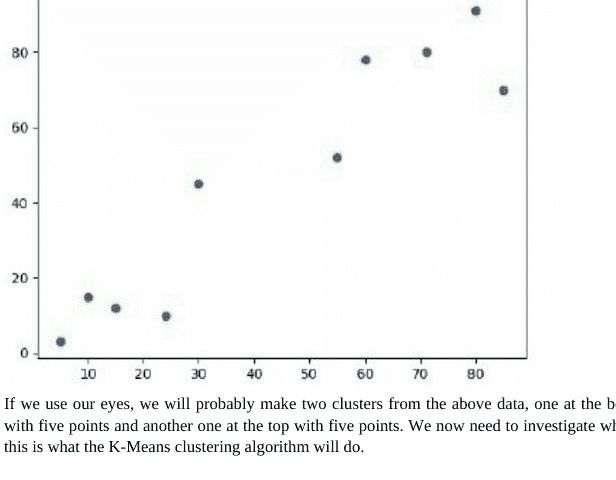 80
60
40
20
0
10 20 30 40 50 60 70 80
If we use our eyes, we will probably make two clusters from the above data, one at the
with five points and another one at the top with five points. We now need to investigate
this is what the K-Means clustering algorithm will do.